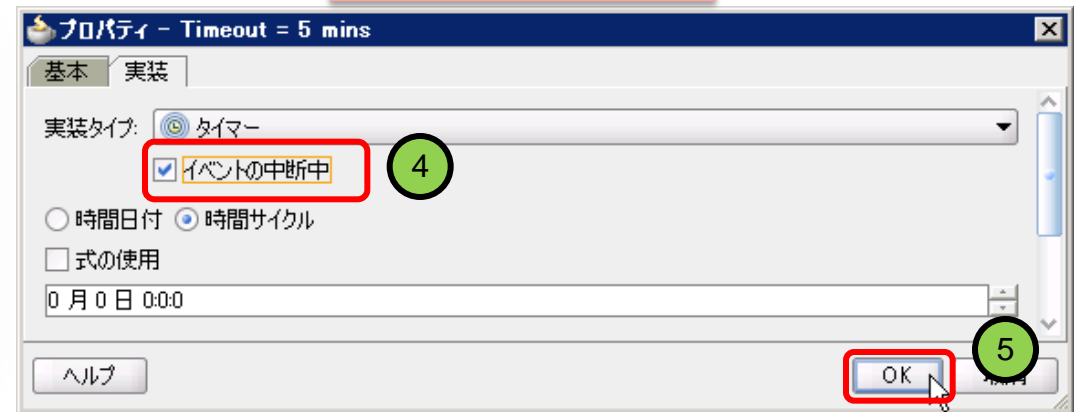 プロパティ - Timeout = 5 mins
基本 実装
実装タイプ: タイマー
イベントの中断中
4
時間日付 時間サイクル
式の使用
0 月 0 日 0:0:0
5
ヘルプ OK